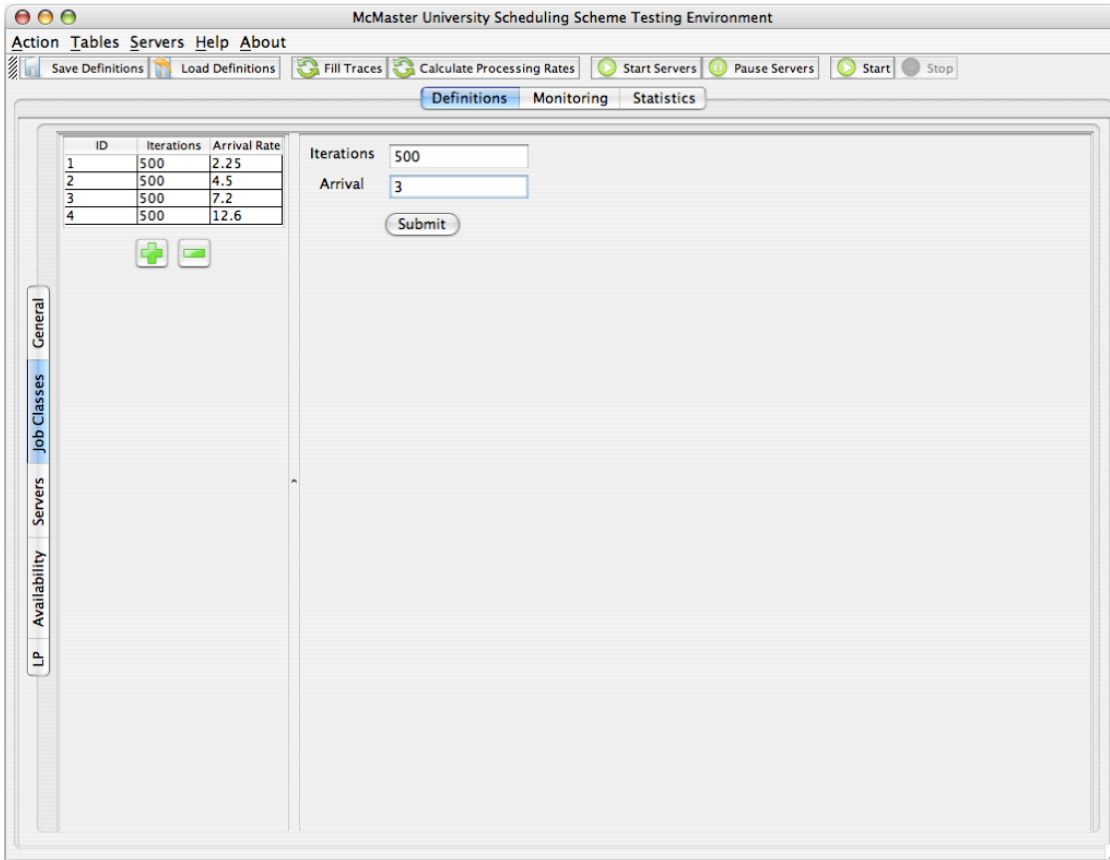 McMaster University Scheduling Scheme Testing Environment
Action Tables Servers Help About
Save Definitions Load Definitions Fill Traces Calculate Processing Rates Start Servers Pause Servers Start Stop
Definitions Monitoring Statistics
ID Iterations Arrival Rate
1 500 2.25
2 500 4.5
3 500 7.2
4 500 12.6
Iterations 500
Arrival 3
Submit
General
Job Classes
Servers
Availability
LP